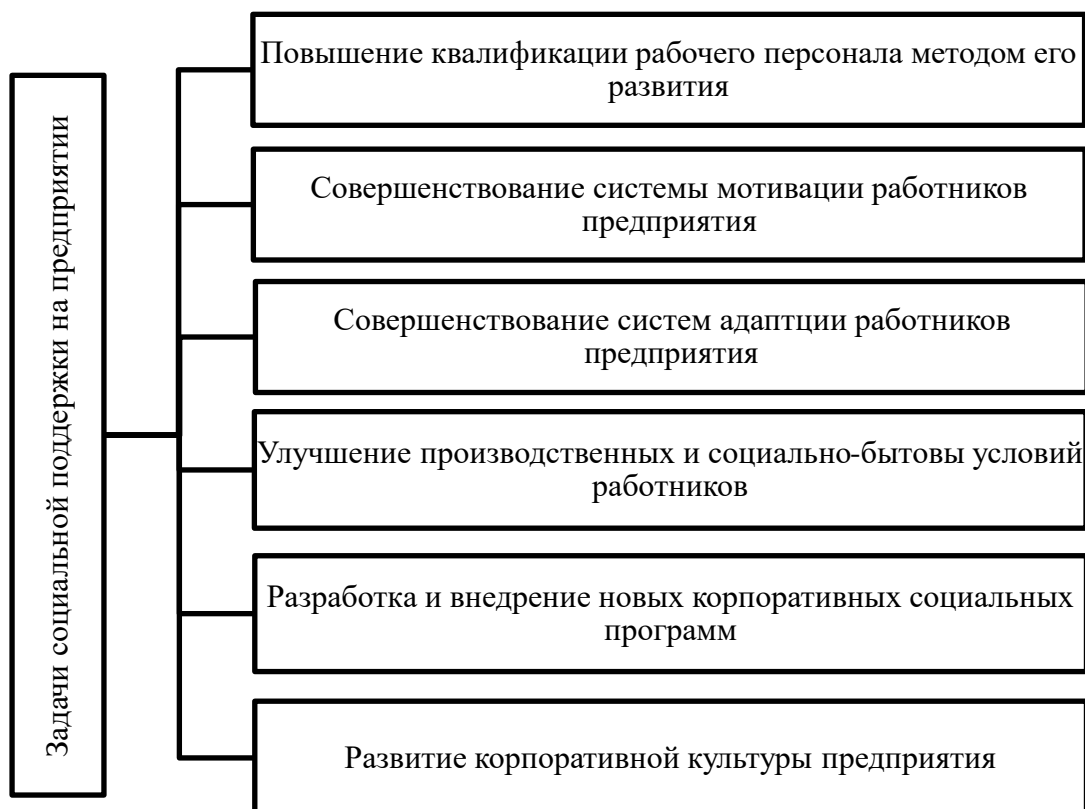 Задачи социальной поддержки на предприятии
Повышение квалификации рабочего персонала методом его
развития
Совершенствование системы мотивации работников
предприятия
Совершенствование систем адаптции работников
предприятия
Улучшение производственных и социально-бытовы условий
работников
Разработка и внедрение новых корпоративных социальных
программ
Развитие корпоративной культуры предприятия